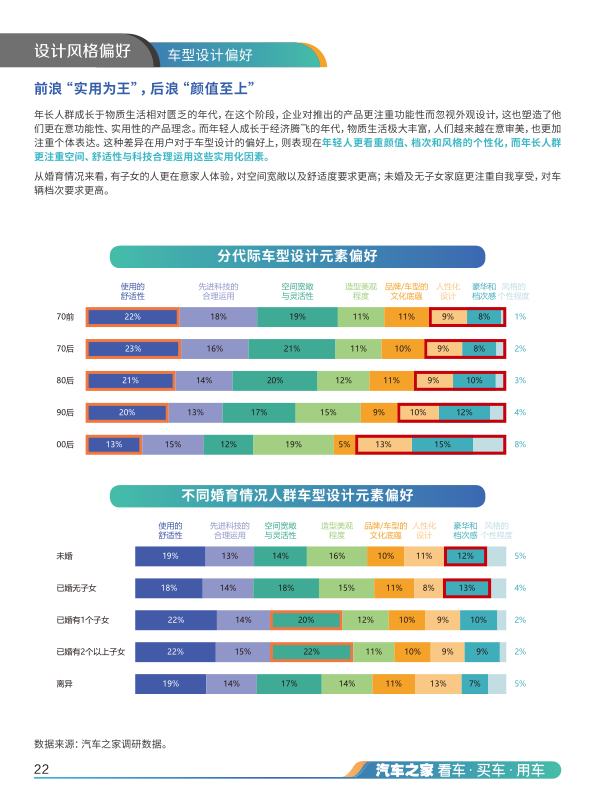 设计风格偏好
车型设计偏好
前浪“实用为王”，后浪“颜值至上”
年长人群成长于物质生活相对匮乏的年代，在这个阶段，企业对推出的产品更注重功能性而忽视外观设计，这也塑造了他
们更在意功能性、实用性的产品理念。而年轻人成长于经济腾飞的年代，物质生活极大丰富，人们越来越在意审美，也更加
注重个体表达。这种差异在用户对于车型设计的偏好上，则表现在年轻人更看重颜值、档次和风格的个性化，而年长人群
更注重空间、舒适性与科技合理运用这些实用化因素。
从婚育情况来看，有子女的人更在意家人体验，对空间宽敞以及舒适度要求更高；未婚及无子女家庭更注重自我享受，对车
辆档次要求更高。
分代际车型设计元素偏好
使用的 先进科技的 空间宽敞 造型美观 品牌/车型的 人性化 豪华和 风格的
舒适性 合理运用 与灵活性 程度 文化底蕴 设计 档次感 个性程度
70前 22% 18% 19% 11% 11% 9% 8% 1%
70后 23% 16% 21% 11% 10% 9% 8% 2%
80后 21% 14% 20% 12% 11% 9% 10% 3%
90后 20% 13% 17% 15% 9% 10% 12% 4%
00后 13% 15% 12% 19% 5% 13% 15% 8%
不同婚育情况人群车型设计元素偏好
使用的 先进科技的 空间宽敞 造型美观 品牌/车型的 人性化 豪华和 风格的
舒适性 合理运用 与灵活性 程度 文化底蕴 设计 档次感 个性程度
未婚 19% 13% 14% 16% 10% 11% 12% 5%
已婚无子女 18% 14% 18% 15% 11% 8% 13% 4%
已婚有1个子女 22% 14% 20% 12% 10% 9% 10% 2%
已婚有2个以上子女 22% 15% 22% 11% 10% 9% 9% 2%
离异 19% 14% 17% 14% 11% 13% 7% 5%
数据来源：汽车之家调研数据。
22
汽车之家 看车·买车·用车